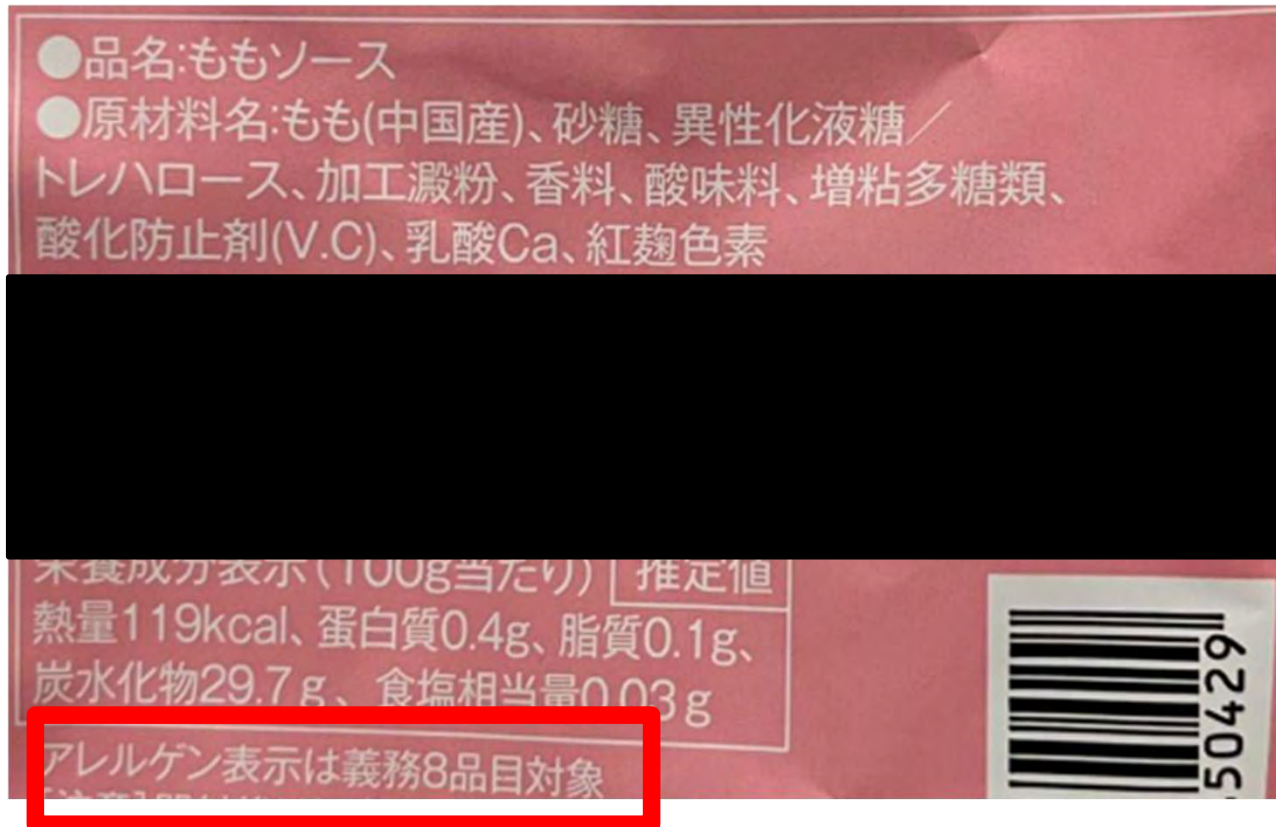 ●品名:ももソース
●原材料名:もも(中国産)、砂糖、異性化液糖／
トレハロース、加工澱粉、香料、酸味料、増粘多糖類、
酸化防止剤(V.C)、乳酸Ca、紅麹色素
栄養成分表示(100g当たり) 推定値
熱量119kcal、蛋白質0.4g、脂質0.1g、
炭水化物29.7g、食塩相当量0.03g
アレルゲン表示は義務8品目対象
50429